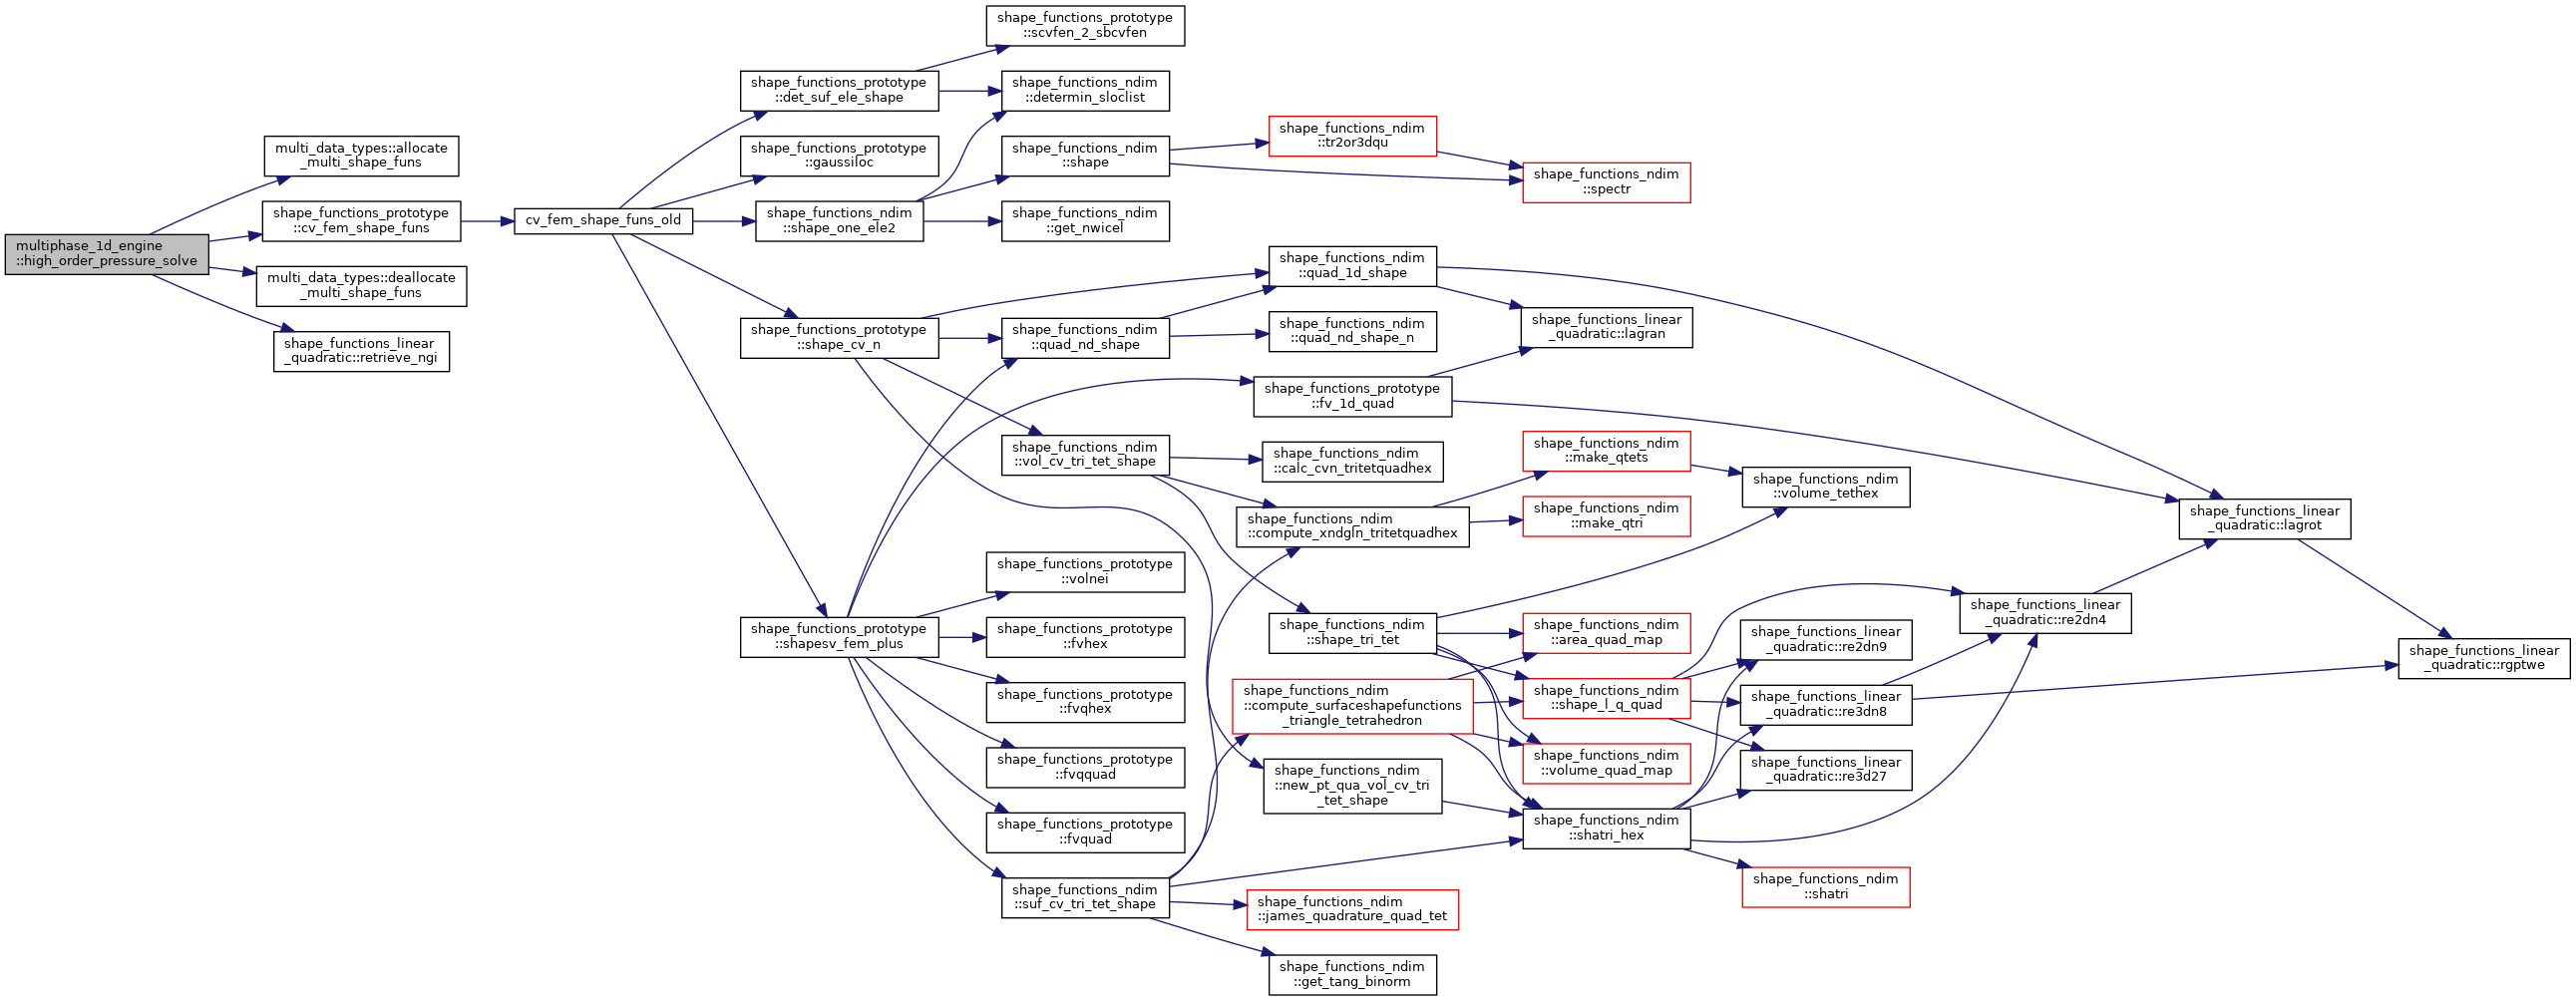 multiphase_1d_engine
::high_order_pressure_solve
multi_data_types::allocate
_multi_shape_funs
shape_functions_prototype
::cv_fem_shape_funs
multi_data_types::deallocate
_multi_shape_funs
shape_functions_linear
_quadratic::retrieve_ngi
cv_fem_shape_funs_old
shape_functions_prototype
::det_suf_ele_shape
shape_functions_prototype
::gaussiloc
shape_functions_ndim
::shape_one_ele2
shape_functions_prototype
::shape_cv_n
shape_functions_prototype
::shapesv_fem_plus
shape_functions_prototype
::scvfen_2_sbcvfen
shape_functions_ndim
::determin_sloclist
shape_functions_ndim
::shape
shape_functions_ndim
::get_nwicel
shape_functions_ndim
::quad_nd_shape
shape_functions_ndim
::vol_cv_tri_tet_shape
shape_functions_prototype
::volnei
shape_functions_prototype
::fvhex
shape_functions_prototype
::fvqhex
shape_functions_prototype
::fvqquad
shape_functions_prototype
::fvquad
shape_functions_ndim
::suf_cv_tri_tet_shape
shape_functions_ndim
::tr2or3dqu
shape_functions_ndim
::quad_1d_shape
shape_functions_ndim
::quad_nd_shape_n
shape_functions_prototype
::fv_1d_quad
shape_functions_ndim
::calc_cvn_tritetquadhex
shape_functions_ndim
::compute_xndgln_tritetquadhex
shape_functions_ndim
::shape_tri_tet
shape_functions_ndim
::compute_surfaceshapefunctions
_triangle_tetrahedron
shape_functions_ndim
::new_pt_qua_vol_cv_tri
_tet_shape
shape_functions_ndim
::james_quadrature_quad_tet
shape_functions_ndim
::get_tang_binorm
shape_functions_ndim
::spectr
shape_functions_linear
_quadratic::lagran
shape_functions_ndim
::make_qtets
shape_functions_ndim
::make_qtri
shape_functions_ndim
::area_quad_map
shape_functions_ndim
::shape_l_q_quad
shape_functions_ndim
::volume_quad_map
shape_functions_ndim
::shatri_hex
shape_functions_ndim
::volume_tethex
shape_functions_linear
_quadratic::re2dn9
shape_functions_linear
_quadratic::re3dn8
shape_functions_linear
_quadratic::re3d27
shape_functions_ndim
::shatri
shape_functions_linear
_quadratic::re2dn4
shape_functions_linear
_quadratic::lagrot
shape_functions_linear
_quadratic::rgptwe